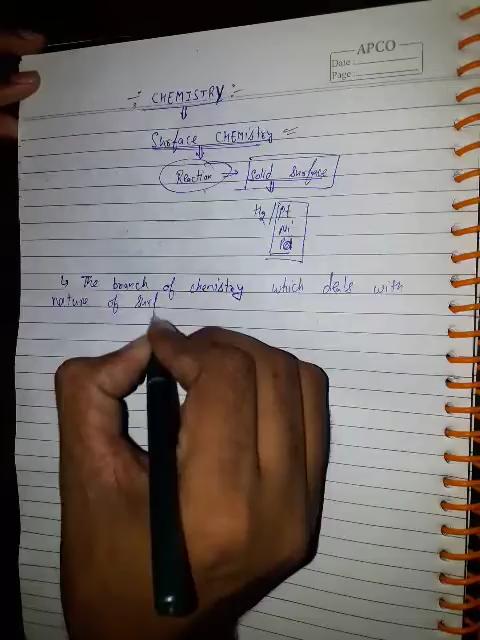 APCO
Date
Page
-: CHEMISTRY :-
Surface CHEMIStry
Reaction → Solid Surface
H2 / Pt
Ni
Pd
↳ The branch of chemistry which deals with
nature of Surf